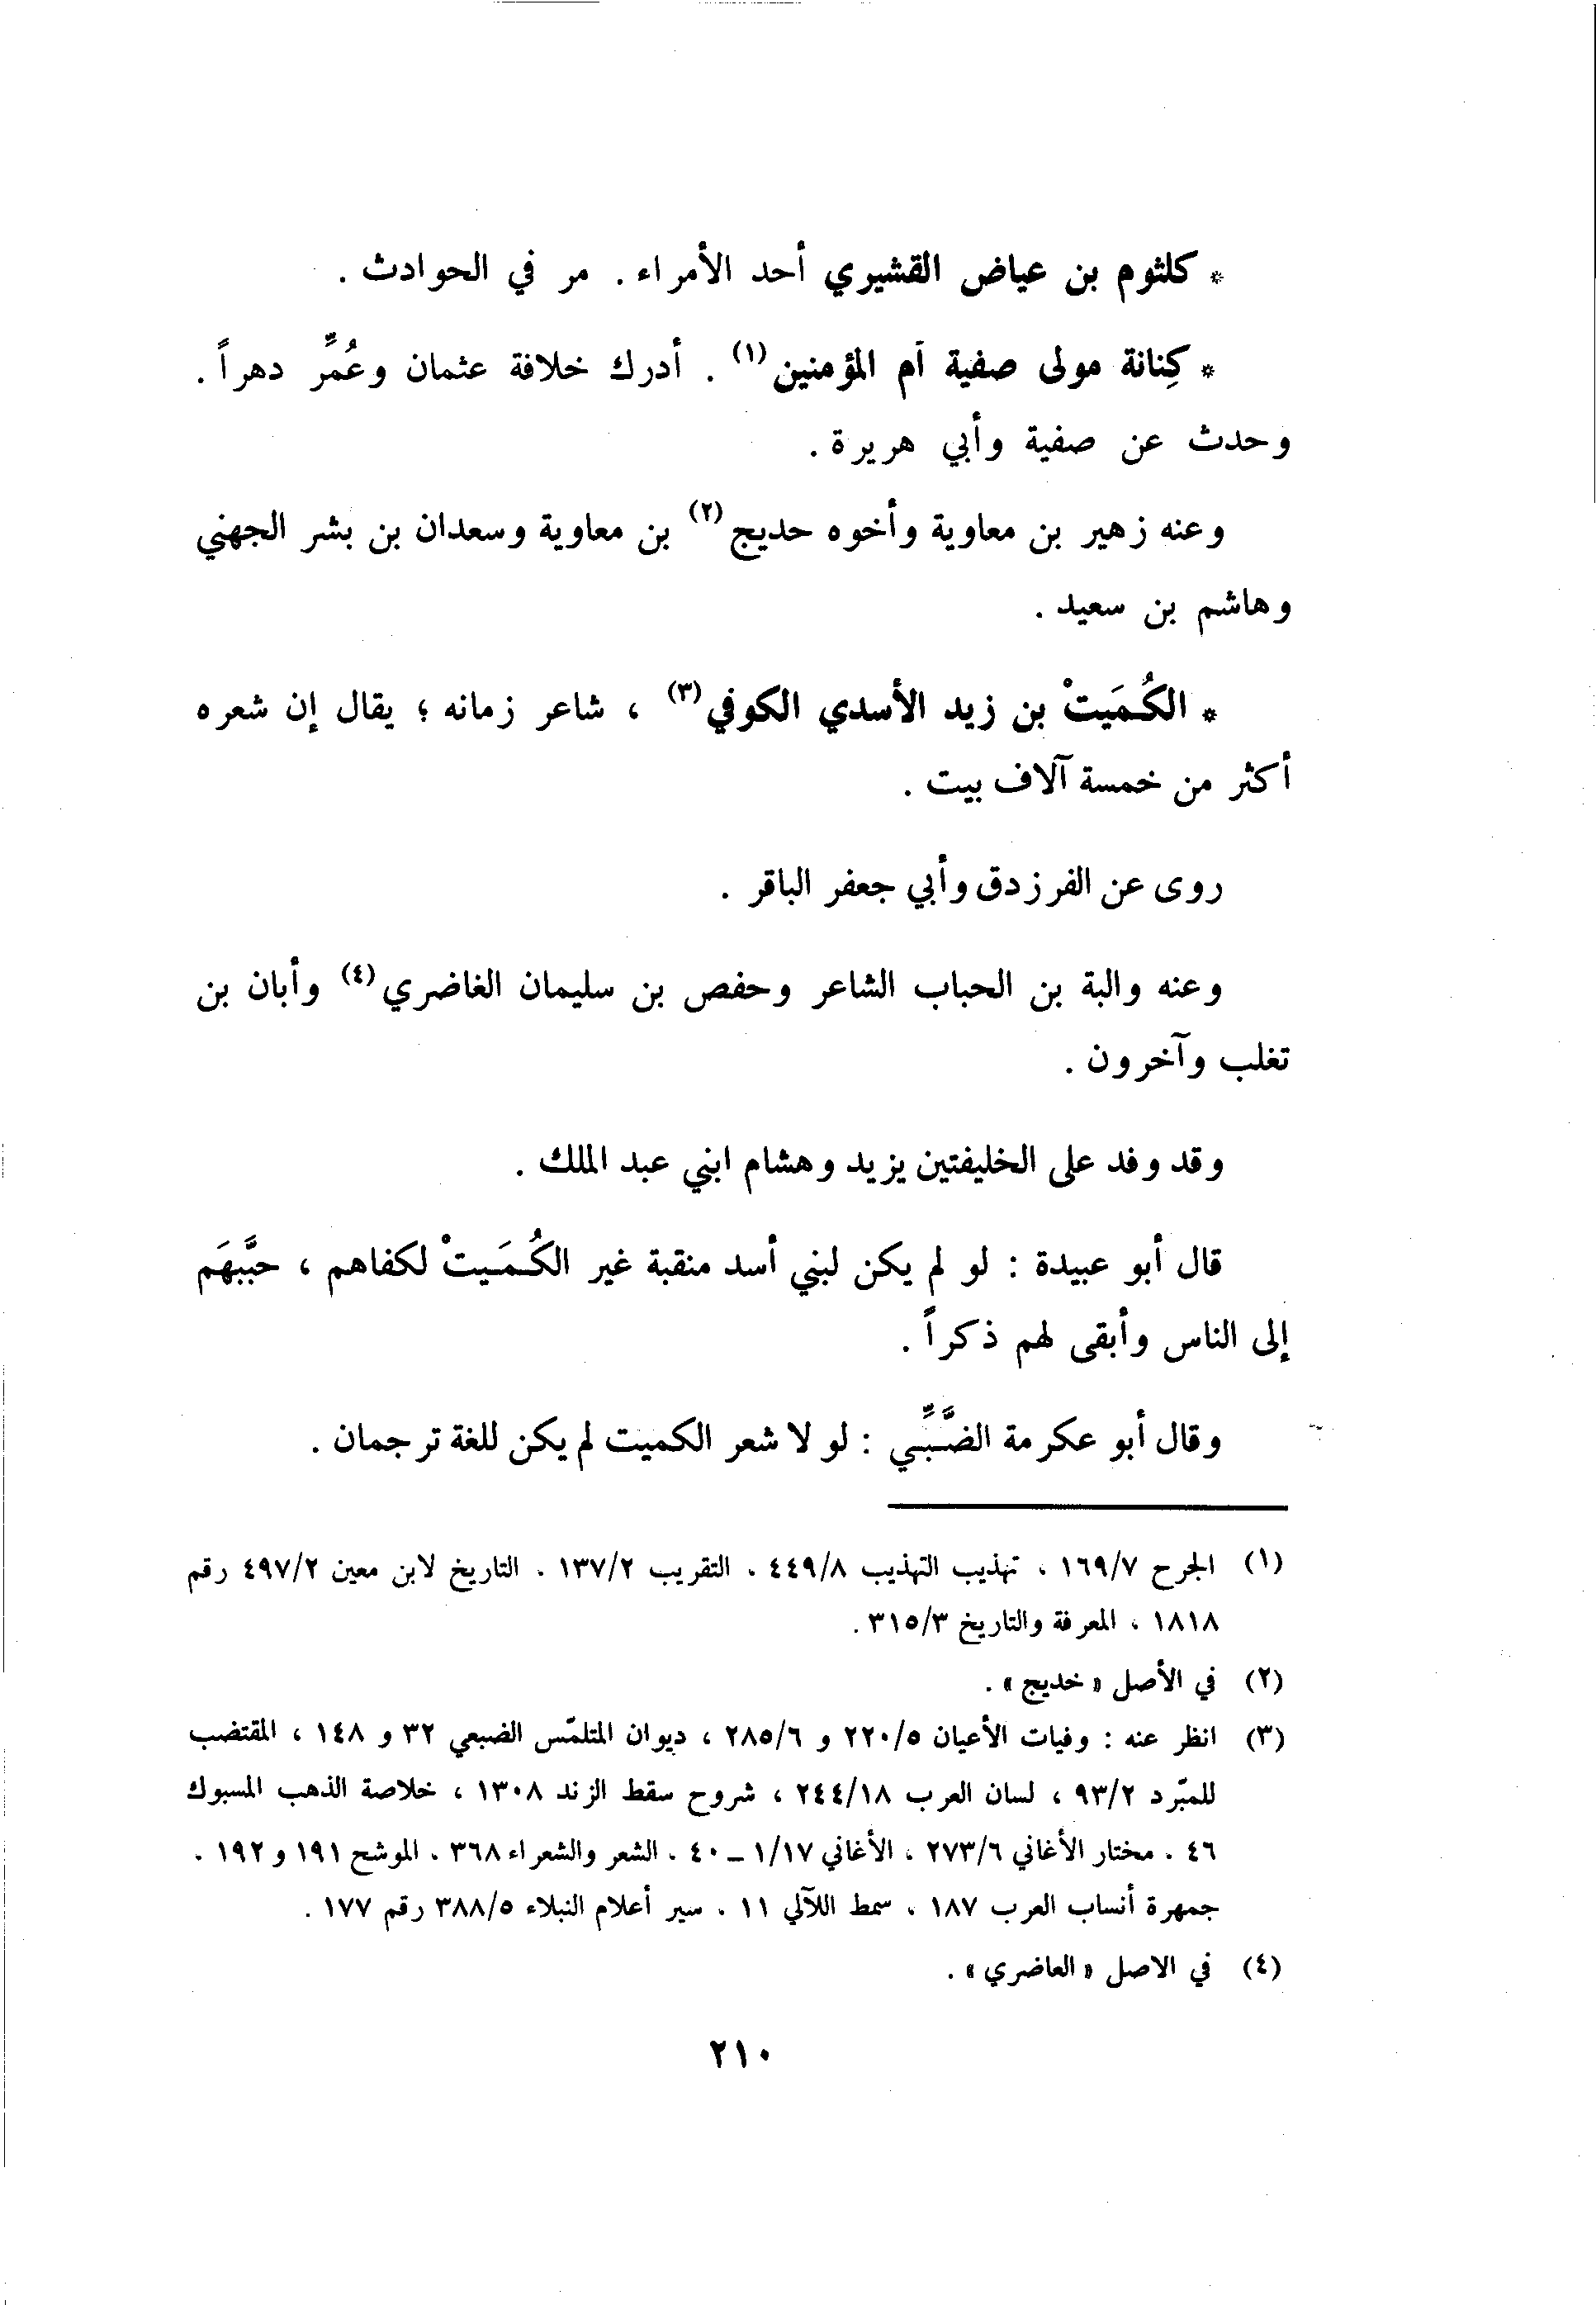 * كلثوم بن عياض القشيري أحد الأمراء . مر في الحوادث .
* كِنانة مولى صفية أم المؤمنين (١) . أدرك خلافة عثمان وعُمِّر دهراً .
وحدث عن صفية وأبي هريرة .
وعنه زهير بن معاوية وأخوه حديج (٢) بن معاوية وسعدان بن بشر الجهني
وهاشم بن سعيد .
* الكُمَيتْ بن زيد الأسدي الكوفي (٣) ، شاعر زمانه ؛ يقال إن شعره
أكثر من خمسة آلاف بيت .
روى عن الفرزدق وأبي جعفر الباقر .
وعنه والبة بن الحباب الشاعر وحفص بن سليمان الغاضري (٤) وأبان بن
تغلب وآخرون .
وقد وفد على الخليفتين يزيد وهشام ابني عبد الملك .
قال أبو عبيدة : لو لم يكن لبني أسد منقبة غير الكُمَيتْ لكفاهم ، حبَّبهَم
إلى الناس وأبقى لهم ذكراً .
وقال أبو عكرمة الضَّبِّي : لو لا شعر الكميت لم يكن للغة ترجمان .
(١) الجرح ١٦٩/٧ ، تهذيب التهذيب ٤٤٩/٨ . التقريب ١٣٧/٢ . التاريخ لابن معين ٤٩٧/٢ رقم
١٨١٨ ، المعرفة والتاريخ ٣١٥/٣ .
(٢) في الأصل « خديج » .
(٣) انظر عنه : وفيات الأعيان ٢٢٠/٥ و ٢٨٥/٦ ، ديوان المتلمّس الضبعي ٣٢ و ١٤٨ ، المقتضب
للمبّرد ٩٣/٢ ، لسان العرب ٢٤٤/١٨ ، شروح سقط الزند ١٣٠٨ ، خلاصة الذهب المسبوك
٤٦ . مختار الأغاني ٢٧٣/٦ ، الأغاني ١/١٧ ــ ٤٠ . الشعر والشعراء ٣٦٨ . الموشح ١٩١ و ١٩٢ .
جمهرة أنساب العرب ١٨٧ ، سمط اللآلي ١١ . سير أعلام النبلاء ٣٨٨/٥ رقم ١٧٧ .
(٤) في الاصل « العاضري » .
٢١٠